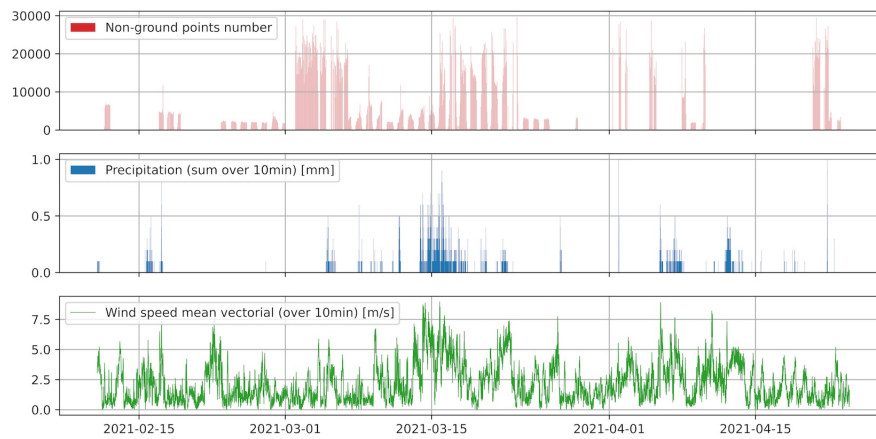 30000
Non-ground points number
20000
10000
0
1.0
Precipitation (sum over 10min) [mm]
0.5
0.0
Wind speed mean vectorial (over 10min) [m/s]
7.5
5.0
2.5
0.0
2021-02-15 2021-03-01 2021-03-15 2021-04-01 2021-04-15